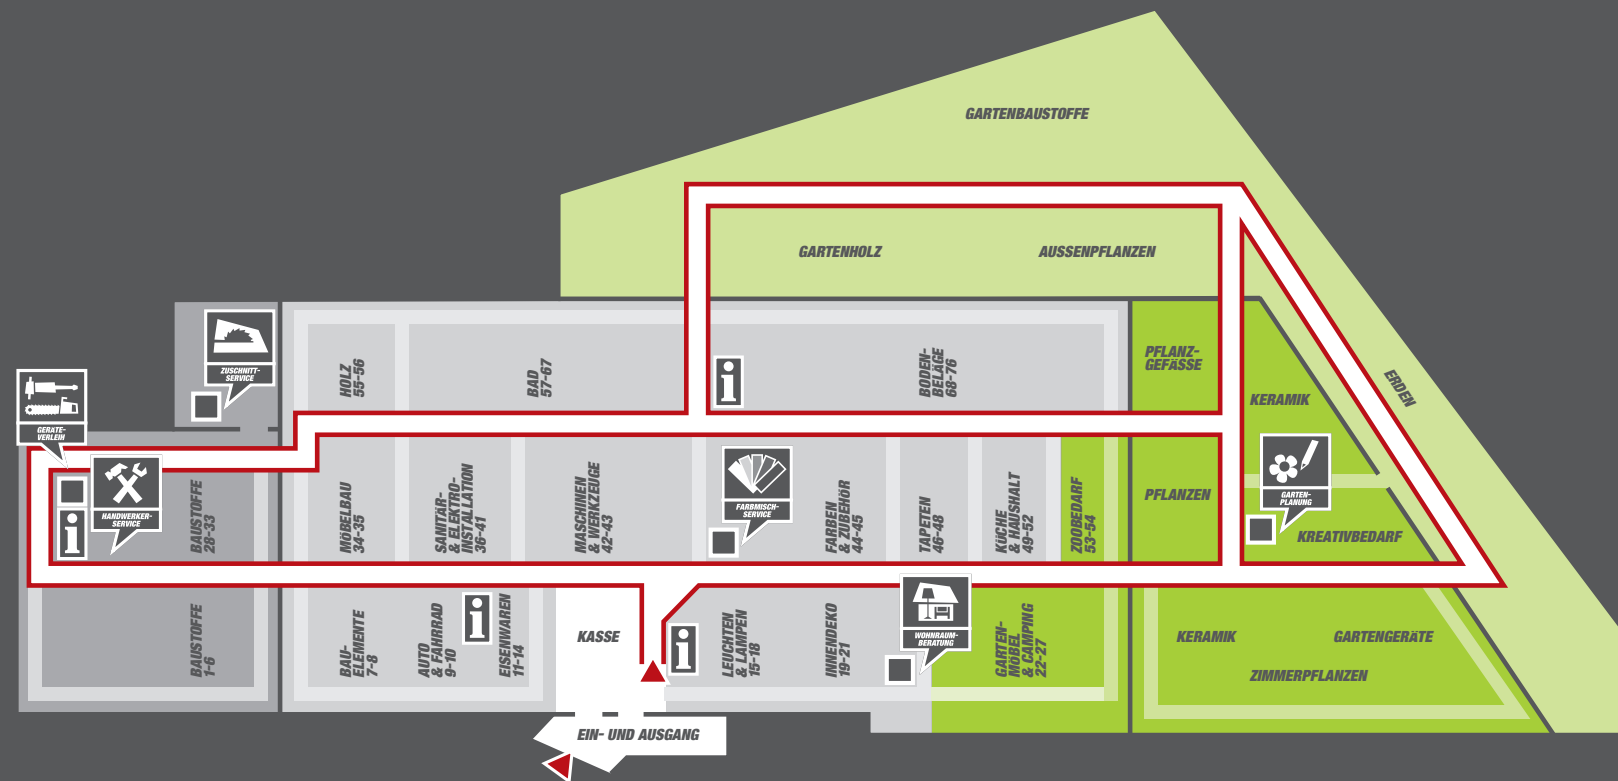 GARTENBAUSTOFFE
GARTENHOLZ
AUSSENPFLANZEN
ZUSCHNITT-
SERVICE
HOLZ
55-56
BAD
57-67
i
BODEN-
BELÄGE
68-76
PFLANZ-
GEFÄSSE
KERAMIK
ERDEN
GERÄTE-
VERLEIH
HANDWERKER-
SERVICE
i
BAUSTOFFE
28-33
MÖBELBAU
34-35
SANITÄR-
& ELEKTRO-
INSTALLATION
36-41
MASCHINEN
& WERKZEUGE
42-43
FARBMISCH-
SERVICE
FARBEN
& ZUBEHÖR
44-45
TAPETEN
46-48
KÜCHE
& HAUSHALT
49-52
ZOOBEDARF
53-54
PFLANZEN
GARTEN-
PLANUNG
KREATIVBEDARF
BAUSTOFFE
1-6
BAU-
ELEMENTE
7-8
AUTO
& FAHRRAD
9-10
i
EISENWAREN
11-14
KASSE
i
LEUCHTEN
& LAMPEN
15-18
INNENDEKO
19-21
WOHNRAUM-
BERATUNG
GARTEN-
MÖBEL
& CAMPING
22-27
KERAMIK
GARTENGERÄTE
ZIMMERPFLANZEN
EIN- UND AUSGANG